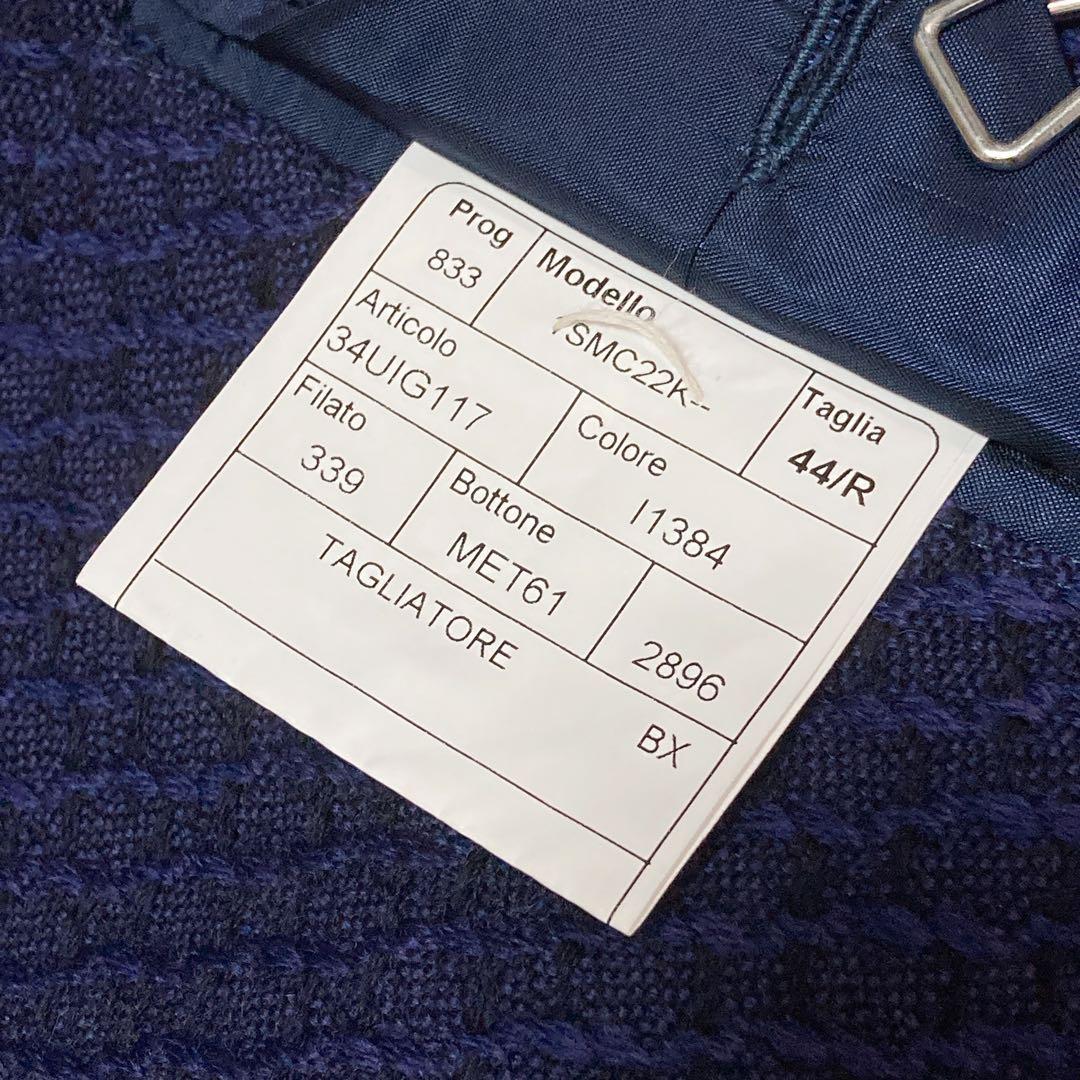 Prog
833
Modello
SMC22K--
Taglia
44/R
Articolo
34UIG117
Colore
I1384
Filato
339
Bottone
MET61
2896
TAGLIATORE
BX